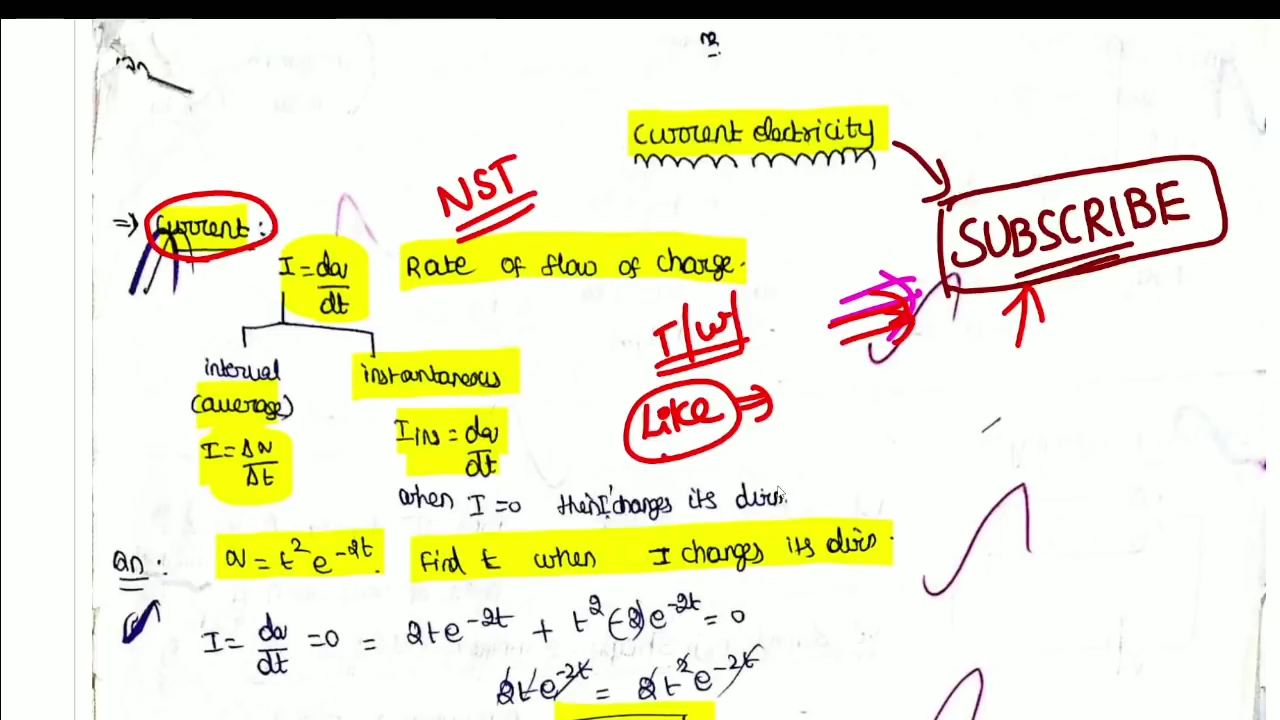 Current electricity
NST
SUBSCRIBE
⇒ Current:
I = dq/dt Rate of flow of charge.
T/W
interval instantaneous
(average)
Like ⇒
I = Δq/Δt
I in = dq/dt
when I = 0 then 'I' changes its dirn.
Qn: q = t² e^-2t. Find t when I changes its dirn.
I = dq/dt = 0 = 2te^-2t + t²(-2)e^-2t = 0
2te^-2t = 2t²e^-2t